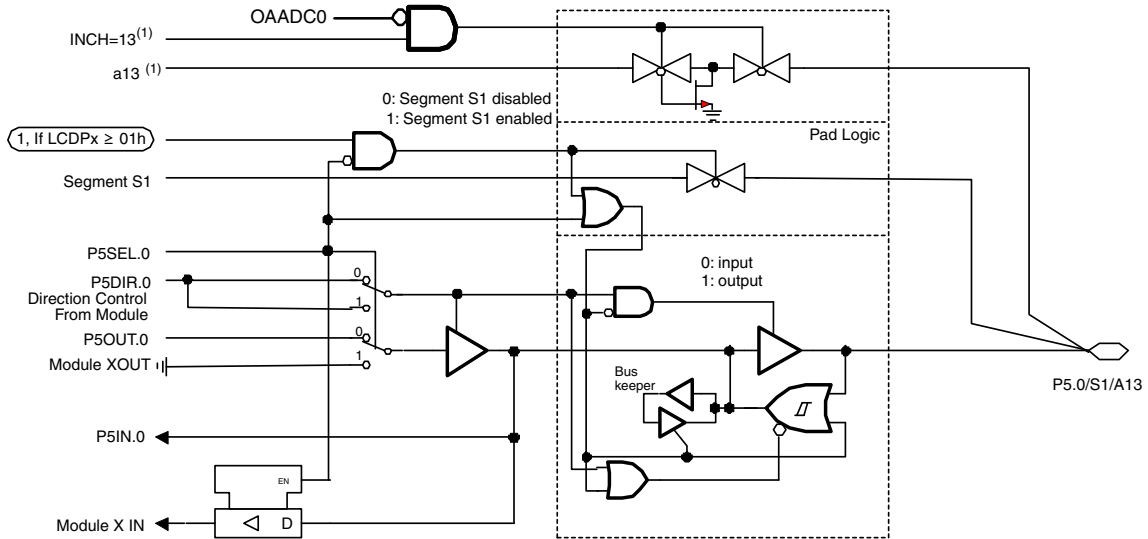 OAADC0
INCH=13(1)
a13 (1)
0: Segment S1 disabled
1: Segment S1 enabled
Pad Logic
1, If LCDPx ≥ 01h
Segment S1
P5SEL.0
0: input
1: output
P5DIR.0
0
Direction Control
From Module
1
P5OUT.0
0
Module XOUT
1
Bus
keeper
P5.0/S1/A13
P5IN.0
EN
Module X IN
D